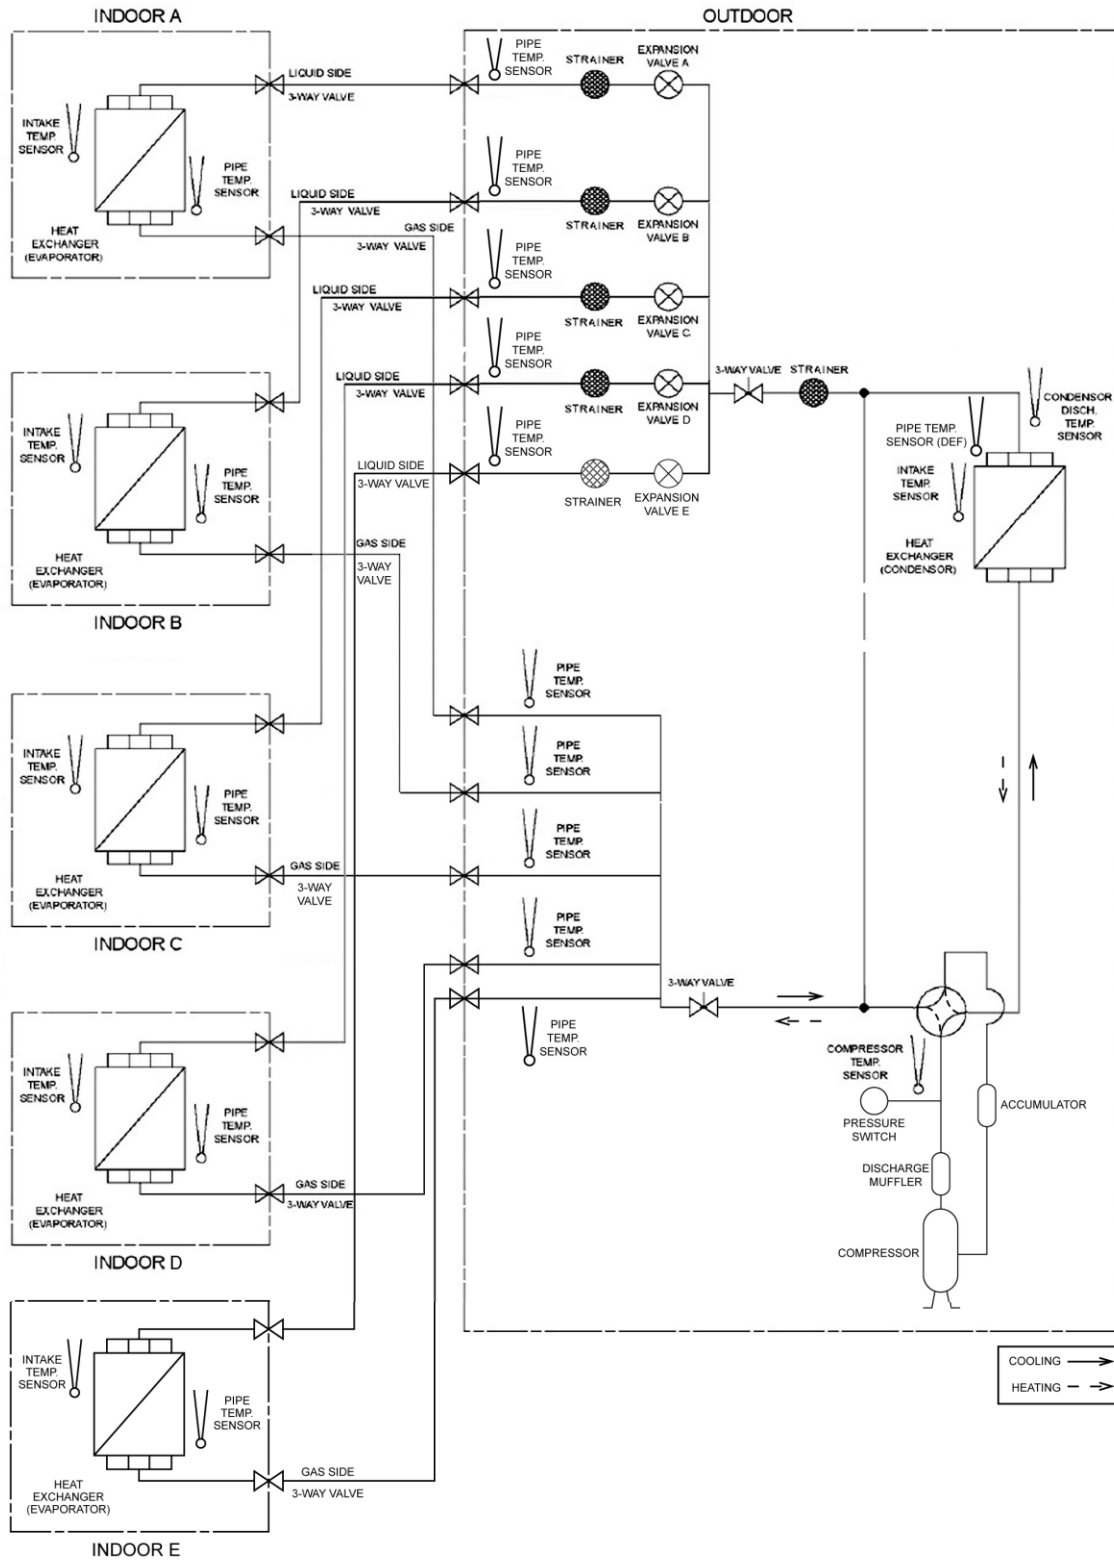 INDOOR A
OUTDOOR
LIQUID SIDE
3-WAY VALVE
INTAKE
TEMP.
SENSOR
PIPE
TEMP.
SENSOR
HEAT
EXCHANGER
(EVAPORATOR)
PIPE
TEMP.
SENSOR
STRAINER
EXPANSION
VALVE A
LIQUID SIDE
3-WAY VALVE
GAS SIDE
3-WAY VALVE
PIPE
TEMP.
SENSOR
STRAINER
EXPANSION
VALVE B
LIQUID SIDE
3-WAY VALVE
PIPE
TEMP.
SENSOR
STRAINER
EXPANSION
VALVE C
LIQUID SIDE
3-WAY VALVE
PIPE
TEMP.
SENSOR
STRAINER
EXPANSION
VALVE D
3-WAY VALVE
STRAINER
CONDENSOR
DISCH.
TEMP.
SENSOR
PIPE TEMP.
SENSOR (DEF)
INTAKE
TEMP.
SENSOR
HEAT
EXCHANGER
(CONDENSOR)
INTAKE
TEMP.
SENSOR
PIPE
TEMP.
SENSOR
HEAT
EXCHANGER
(EVAPORATOR)
INDOOR B
LIQUID SIDE
3-WAY VALVE
PIPE
TEMP.
SENSOR
STRAINER
EXPANSION
VALVE E
GAS SIDE
3-WAY
VALVE
PIPE
TEMP.
SENSOR
PIPE
TEMP.
SENSOR
INTAKE
TEMP.
SENSOR
PIPE
TEMP.
SENSOR
HEAT
EXCHANGER
(EVAPORATOR)
INDOOR C
GAS SIDE
3-WAY
VALVE
PIPE
TEMP.
SENSOR
PIPE
TEMP.
SENSOR
3-WAY VALVE
PIPE
TEMP.
SENSOR
COMPRESSOR
TEMP.
SENSOR
PRESSURE
SWITCH
ACCUMULATOR
DISCHARGE
MUFFLER
COMPRESSOR
INTAKE
TEMP.
SENSOR
PIPE
TEMP.
SENSOR
HEAT
EXCHANGER
(EVAPORATOR)
GAS SIDE
3-WAY VALVE
INDOOR D
INTAKE
TEMP.
SENSOR
PIPE
TEMP.
SENSOR
HEAT
EXCHANGER
(EVAPORATOR)
GAS SIDE
3-WAY VALVE
INDOOR E
COOLING
HEATING